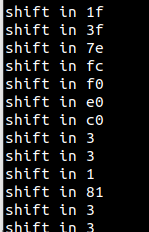 shift in 1f
shift in 3f
shift in 7e
shift in fc
shift in f0
shift in e0
shift in c0
shift in 3
shift in 3
shift in 1
shift in 81
shift in 3
shift in 3